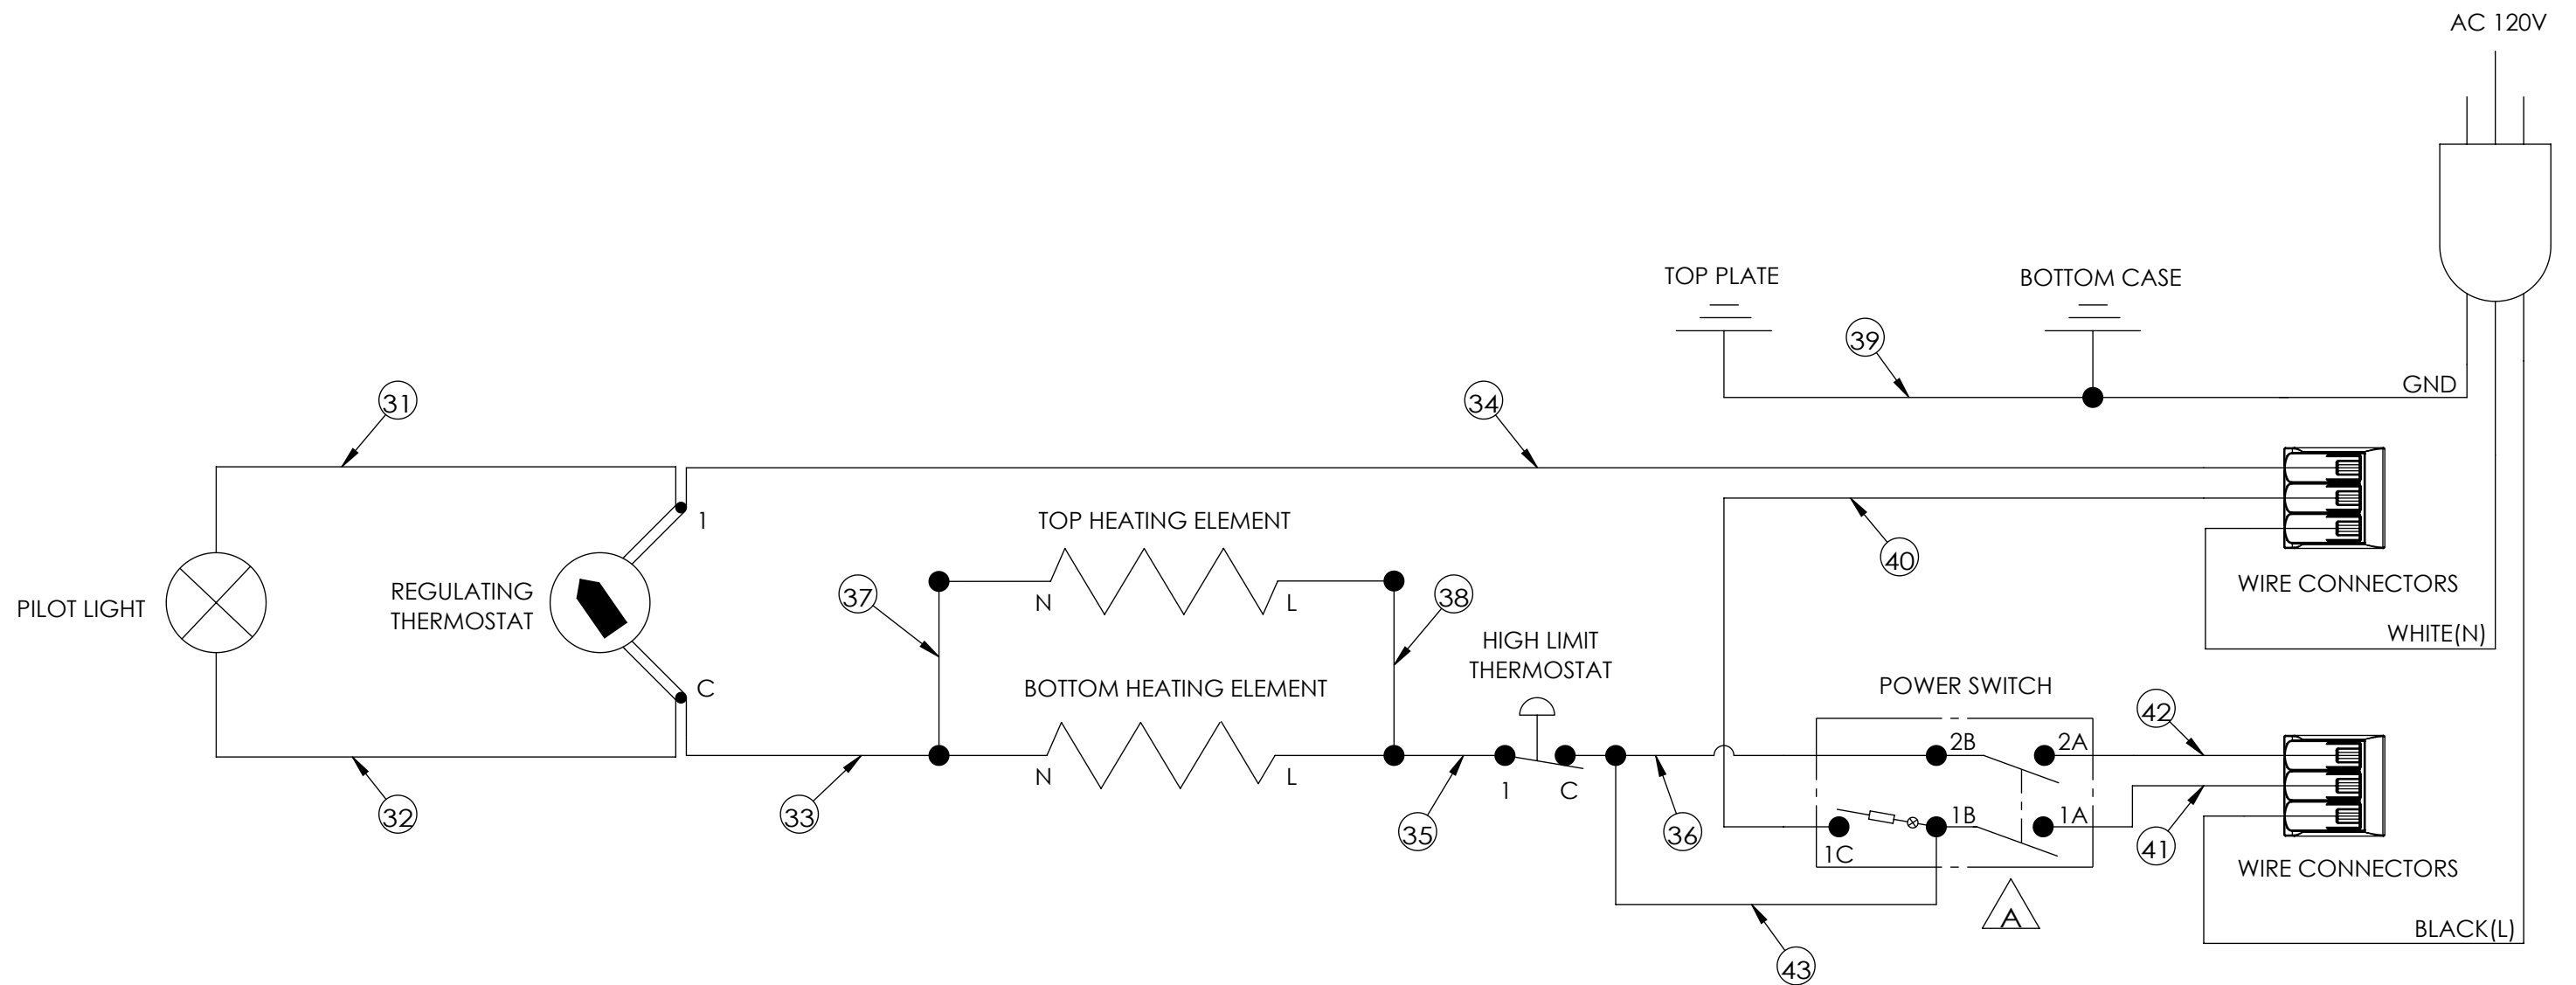 AC 120V
TOP PLATE
BOTTOM CASE
39
GND
31
34
1
TOP HEATING ELEMENT
40
WIRE CONNECTORS
PILOT LIGHT
REGULATING
THERMOSTAT
37
N
L
38
HIGH LIMIT
THERMOSTAT
WHITE(N)
C
BOTTOM HEATING ELEMENT
POWER SWITCH
42
2B
2A
N
L
1
C
32
33
35
36
1B
1A
1C
41
WIRE CONNECTORS
A
BLACK(L)
43